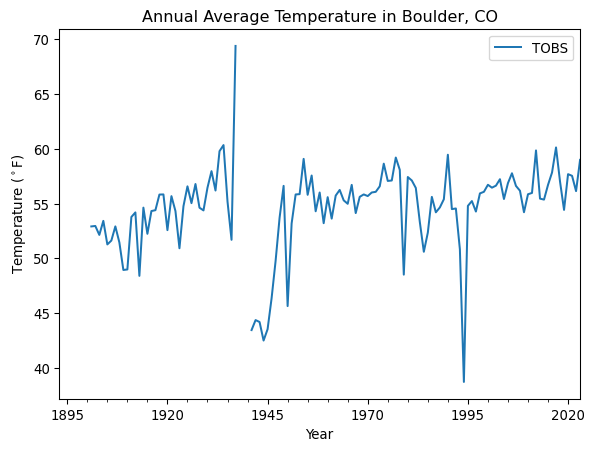 Annual Average Temperature in Boulder, CO
TOBS
70
65
60
55
50
45
40
Temperature (°F)
1895 1920 1945 1970 1995 2020
Year